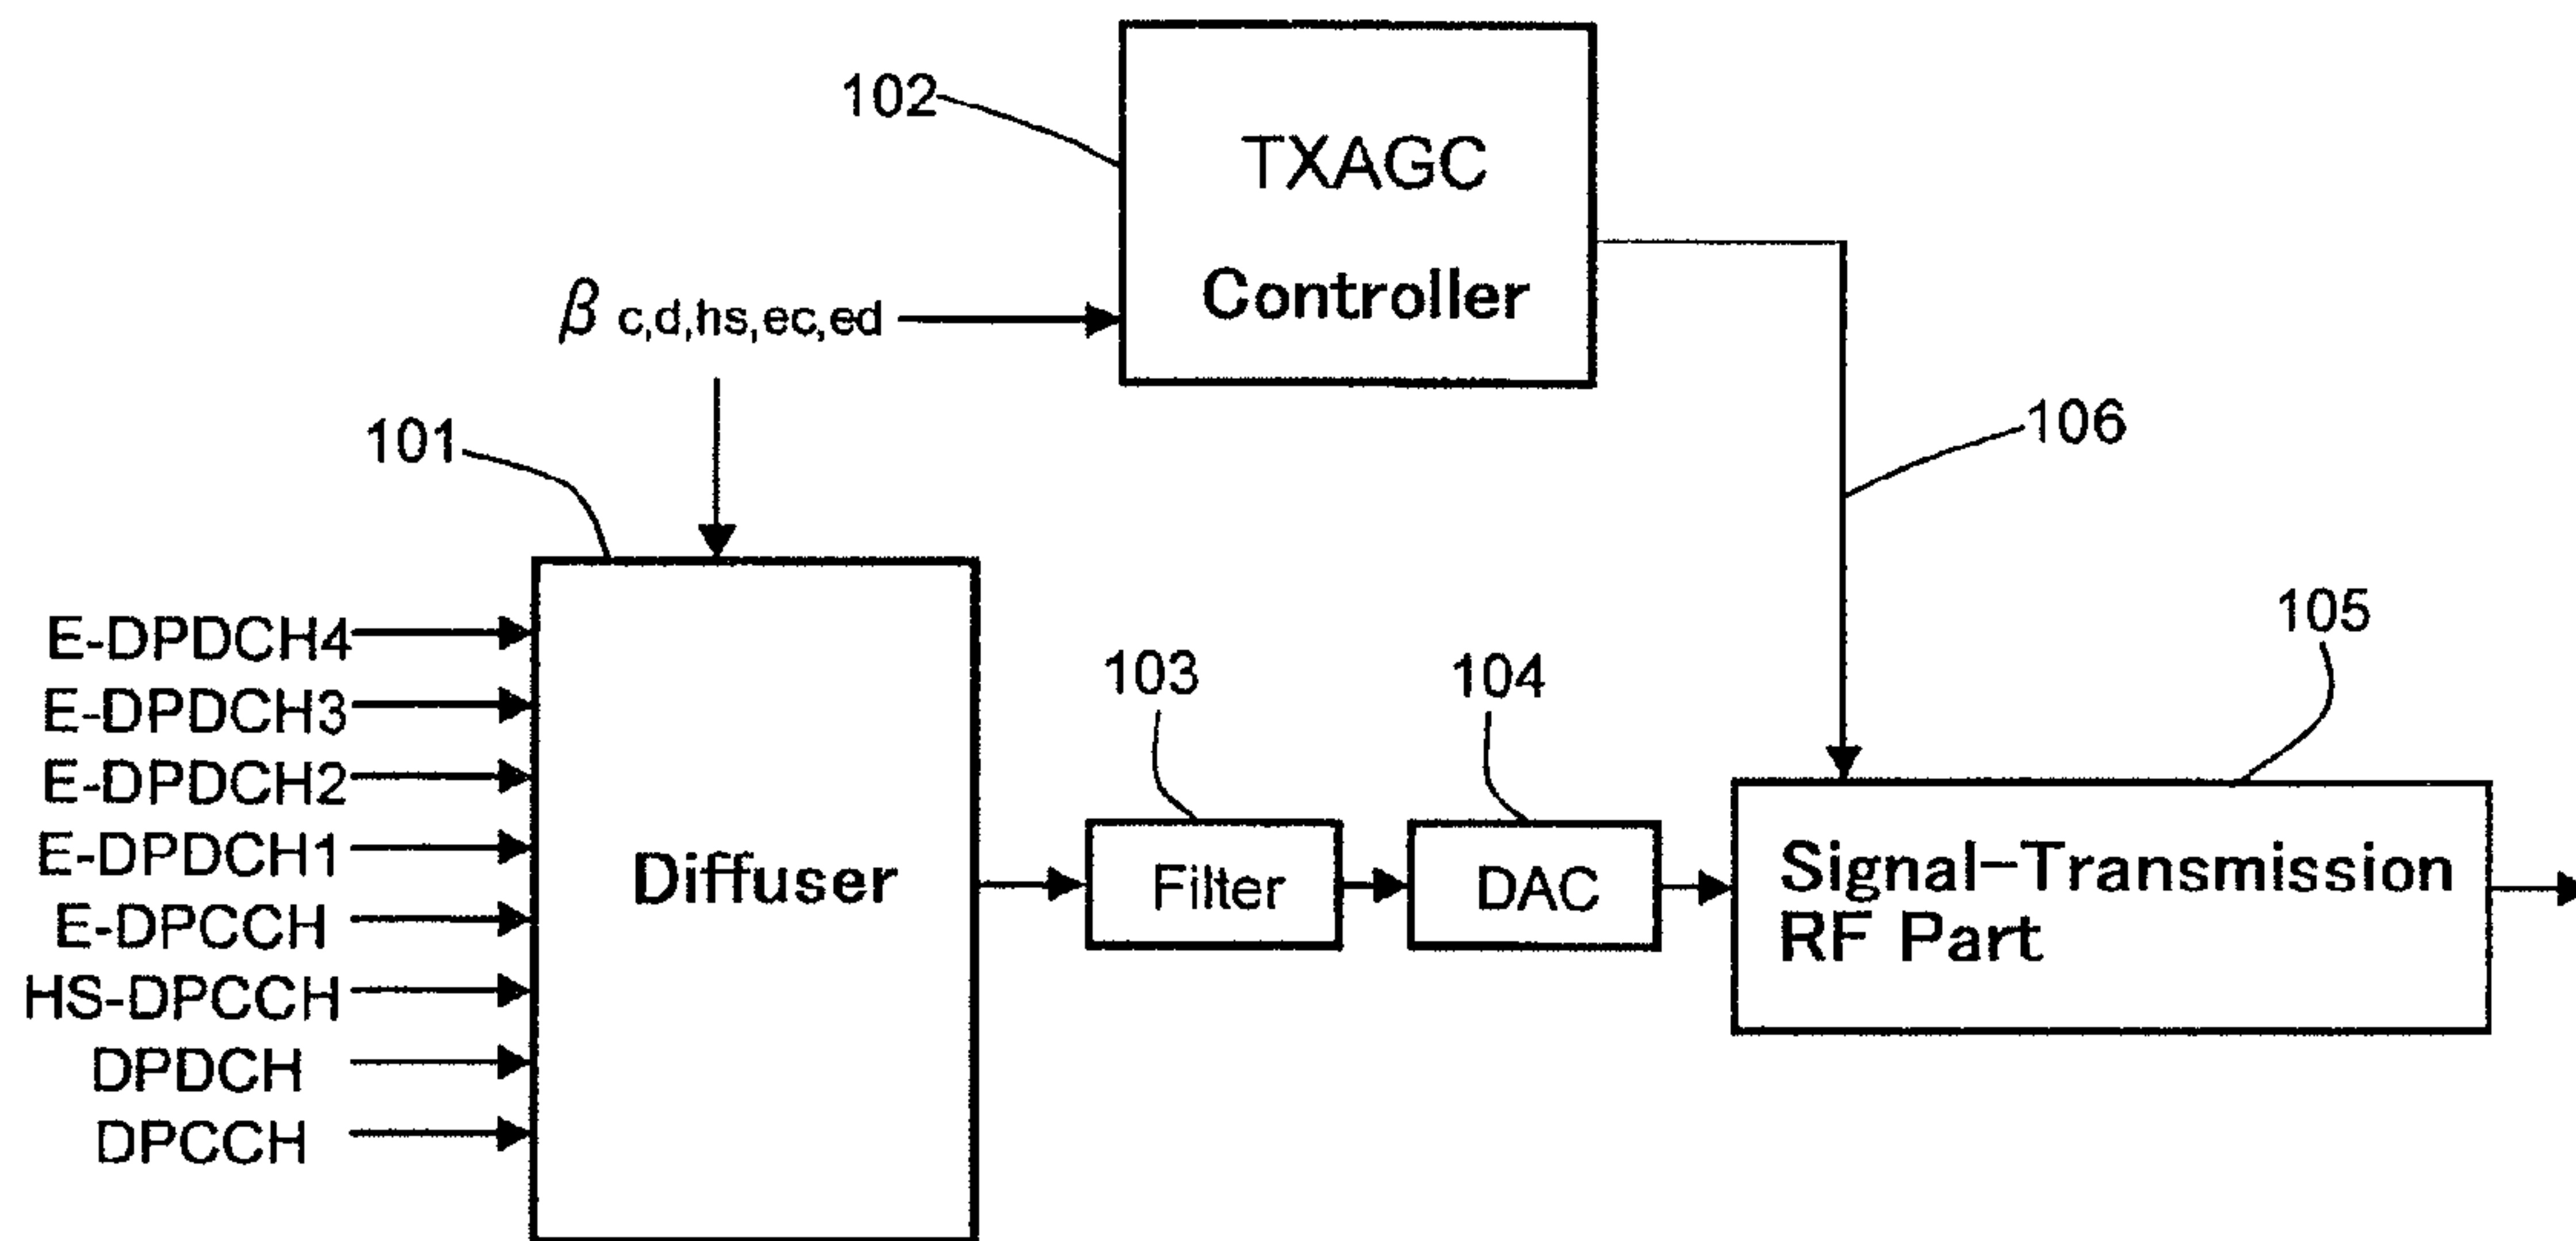 102
TXAGC
Controller
β c,d,hs,ec,ed
101
106
E-DPDCH4
E-DPDCH3
E-DPDCH2
E-DPDCH1
E-DPCCH
HS-DPCCH
DPDCH
DPCCH
Diffuser
103
Filter
104
DAC
105
Signal-Transmission
RF Part